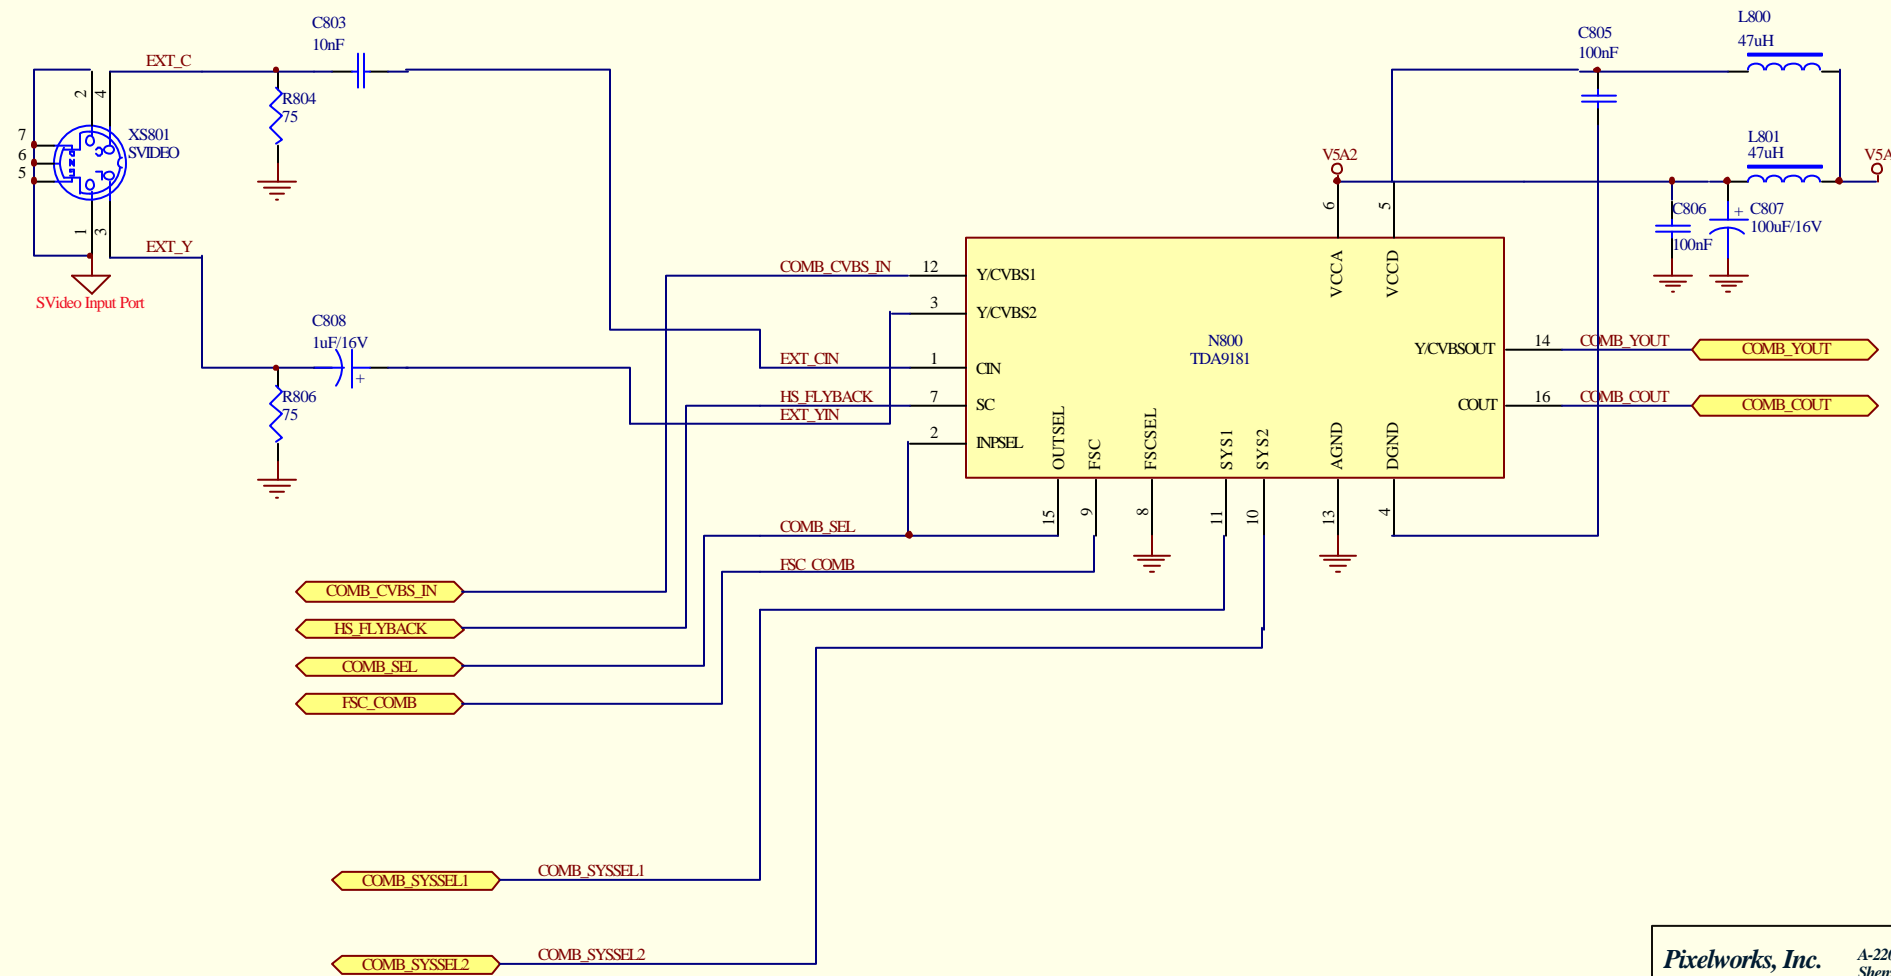 C803
10nF
EXT_C
R804
75
2
4
7
6
5
XS801
SVIDEO
1
3
EXT_Y
SVideo Input Port
C808
1uF/16V
+
R806
75
C805
100nF
L800
47uH
L801
47uH
V5A2
V5A
C806
100nF
+
C807
100uF/16V
6
5
VCCA
VCCD
COMB_CVBS_IN
12
Y/CVBS1
3
Y/CVBS2
EXT_CIN
1
CIN
HS_FLYBACK
7
SC
EXT_YIN
2
INPSEL
N800
TDA9181
Y/CVBSOUT
14
COMB_YOUT
COMB_YOUT
COUT
16
COMB_COUT
COMB_COUT
OUTSEL
FSC
FSCSEL
SYS1
SYS2
AGND
DGND
15
9
8
11
10
13
4
COMB_SEL
FSC_COMB
COMB_CVBS_IN
HS_FLYBACK
COMB_SEL
FSC_COMB
COMB_SYSSEL1
COMB_SYSSEL1
COMB_SYSSEL2
COMB_SYSSEL2
Pixelworks, Inc.